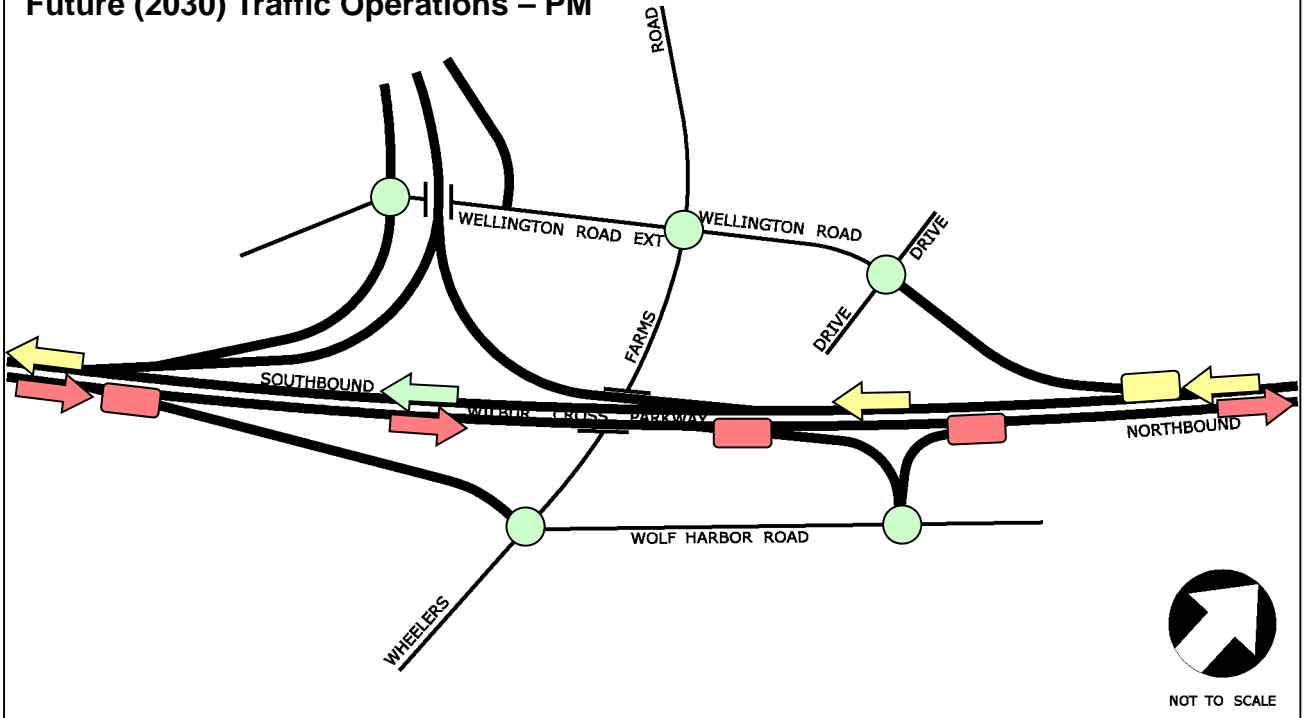 Future (2030) Traffic Operations – PM
ROAD
WELLINGTON ROAD EXT
WELLINGTON ROAD
DRIVE
DRIVE
FARMS
SOUTHBOUND
WILBUR CROSS PARKWAY
NORTHBOUND
WOLF HARBOR ROAD
WHEELERS
NOT TO SCALE